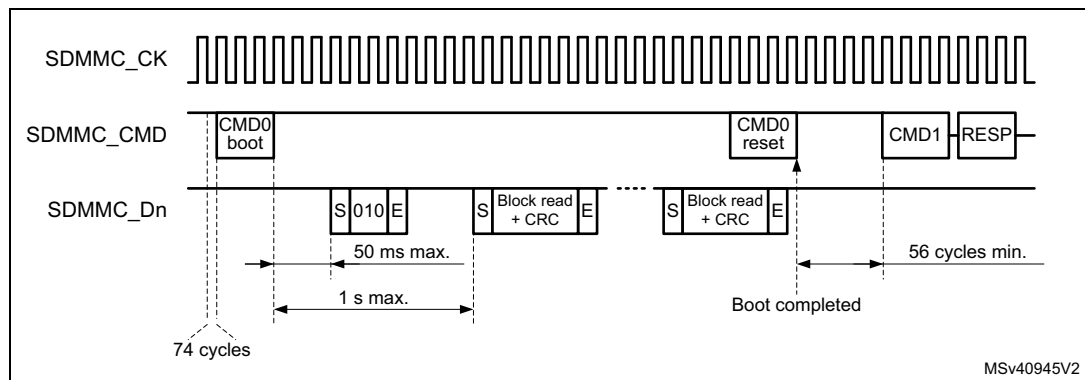 SDMMC_CK
SDMMC_CMD
CMD0
boot
CMD0
reset
CMD1
RESP
SDMMC_Dn
S
010
E
S
Block read
+ CRC
E
S
Block read
+ CRC
E
50 ms max.
56 cycles min.
1 s max.
Boot completed
74 cycles
MSv40945V2